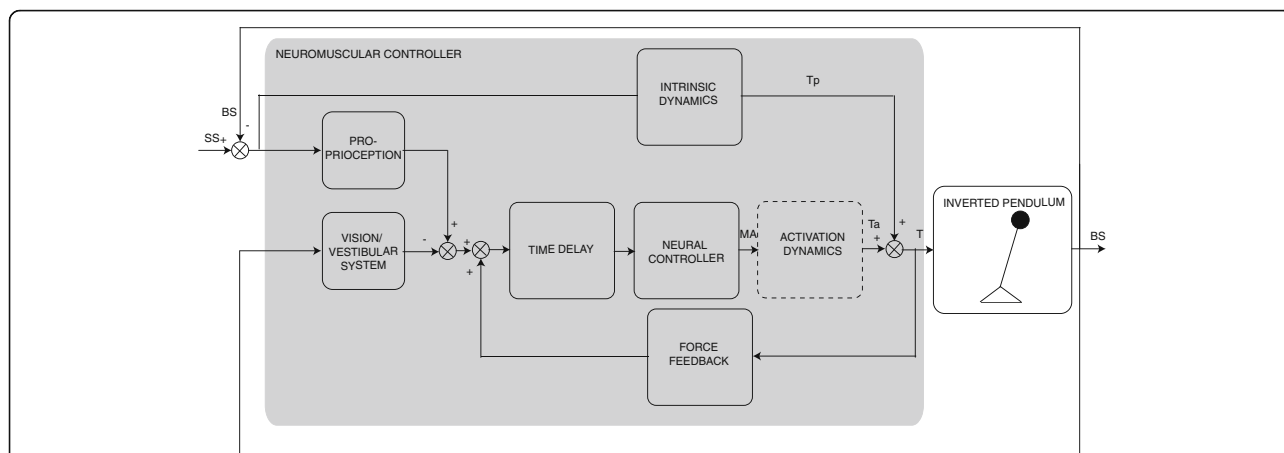 NEUROMUSCULAR CONTROLLER
INTRINSIC
DYNAMICS
Tp
BS
-
SS+
PRO-
PRIOCEPTION
+
VISION/
VESTIBULAR
SYSTEM
-
+
+
TIME DELAY
NEURAL
CONTROLLER
MA
ACTIVATION
DYNAMICS
Ta
+
+
T
INVERTED PENDULUM
BS
FORCE
FEEDBACK